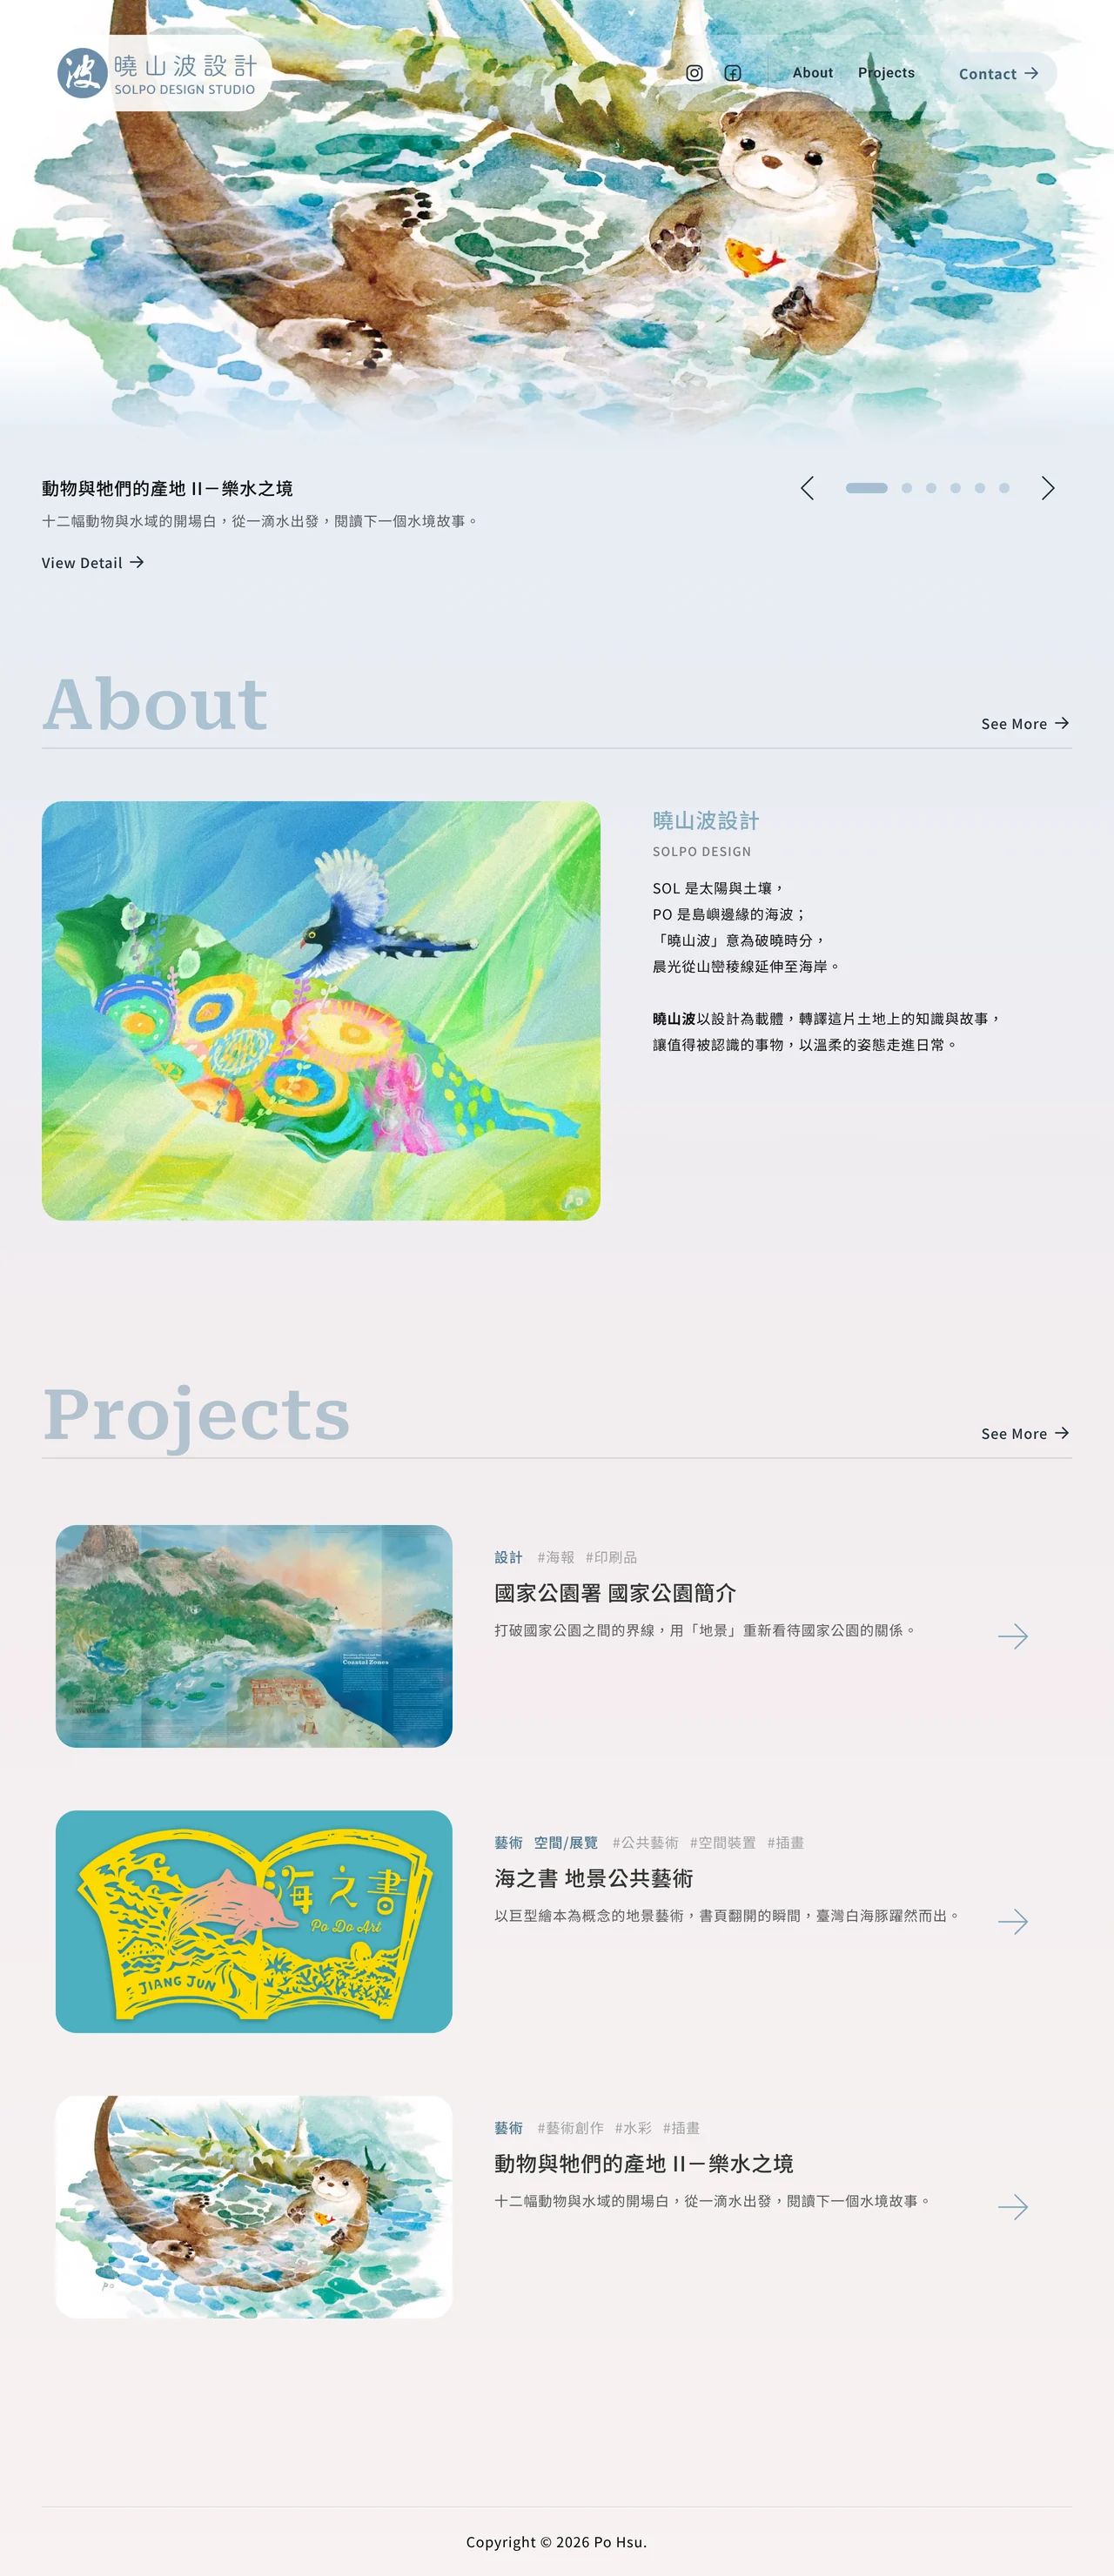 波 曉山波設計
SOLPO DESIGN STUDIO
About Projects Contact
動物與牠們的產地 II－樂水之境
十二幅動物與水域的開場白，從一滴水出發，閱讀下一個水境故事。
View Detail
About
See More
曉山波設計
SOLPO DESIGN
SOL 是太陽與土壤，
PO 是島嶼邊緣的海波；
「曉山波」意為破曉時分，
晨光從山巒稜線延伸至海岸。
曉山波以設計為載體，轉譯這片土地上的知識與故事，
讓值得被認識的事物，以溫柔的姿態走進日常。
Projects
See More
Coastal Zones
設計 #海報 #印刷品
國家公園署 國家公園簡介
打破國家公園之間的界線，用「地景」重新看待國家公園的關係。
海之書
Po Do Art
JIANG JUN
藝術 空間/展覽 #公共藝術 #空間裝置 #插畫
海之書 地景公共藝術
以巨型繪本為概念的地景藝術，書頁翻開的瞬間，臺灣白海豚躍然而出。
藝術 #藝術創作 #水彩 #插畫
動物與牠們的產地 II－樂水之境
十二幅動物與水域的開場白，從一滴水出發，閱讀下一個水境故事。
Copyright © 2026 Po Hsu.